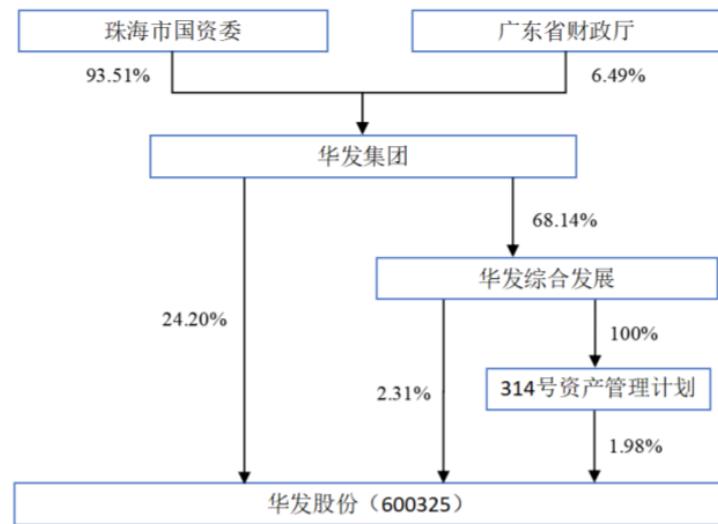 珠海市国资委
广东省财政厅
93.51%
6.49%
华发集团
68.14%
华发综合发展
24.20%
100%
2.31%
314号资产管理计划
1.98%
华发股份（600325）